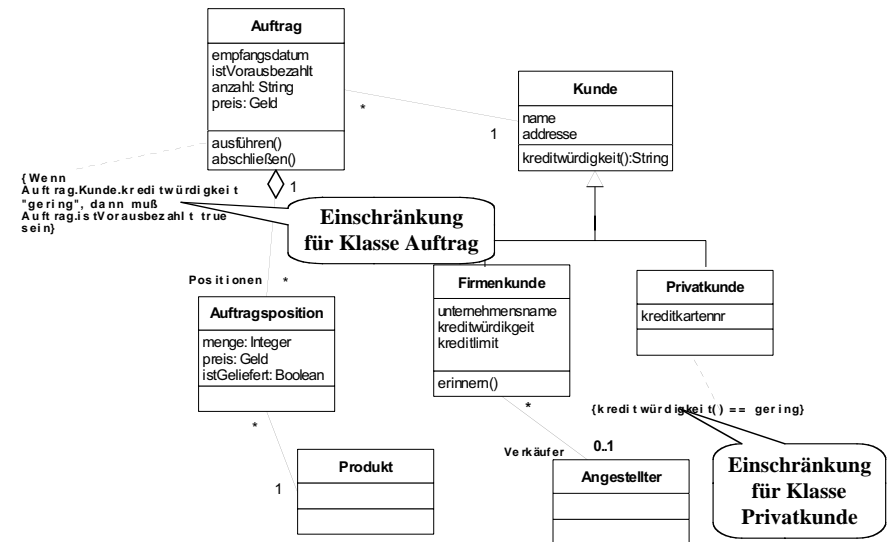 Auftrag
empfangsdatum
istVorausbezahlt
anzahl: String
preis: Geld
ausführen()
abschließen()
*
1
Kunde
name
addresse
kreditwürdigkeit():String
{Wenn
Auftrag.Kunde.kreditwürdigkeit
"gering", dann muß
Auftrag.istVorausbezahlt true
sein}
1
Einschränkung
für Klasse Auftrag
Positionen
*
Auftragsposition
menge: Integer
preis: Geld
istGeliefert: Boolean
*
1
Produkt
Firmenkunde
unternehmensname
kreditwürdikgeit
kreditlimit
erinnern()
*
Verkäufer
0..1
Angestellter
Privatkunde
kreditkartennr
{kreditwürdigkeit() == gering}
Einschränkung
für Klasse
Privatkunde